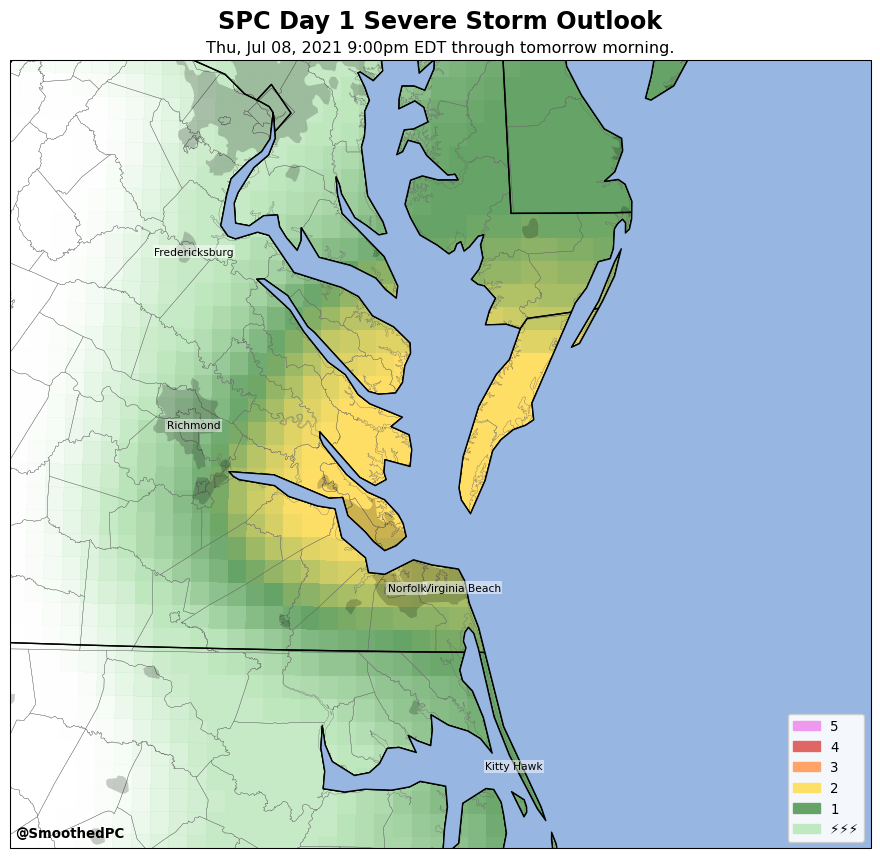 SPC Day 1 Severe Storm Outlook
Thu, Jul 08, 2021 9:00pm EDT through tomorrow morning.
Fredericksburg
Richmond
Norfolk Virginia Beach
Kitty Hawk
5
4
3
2
1
⚡⚡⚡
@SmoothedPC